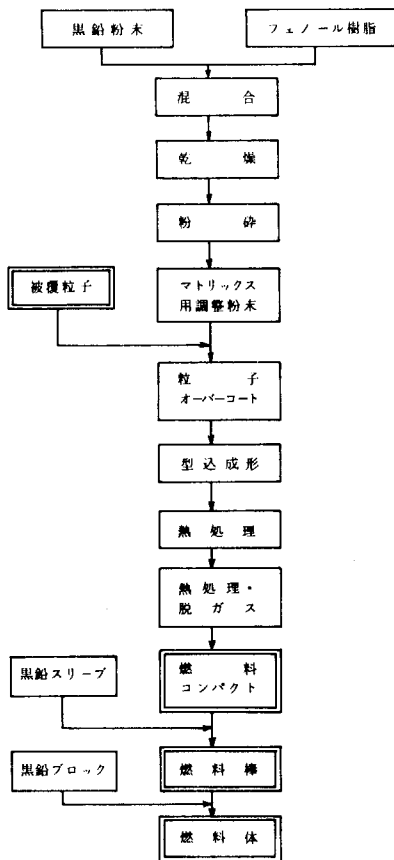 黒鉛粉末
フェノール樹脂
混合
乾燥
粉砕
被覆粒子
マトリックス
用調整粉末
粒子
オーバーコート
型込成形
熱処理
熱処理・
脱ガス
黒鉛スリーブ
燃料
コンパクト
黒鉛ブロック
燃料棒
燃料体